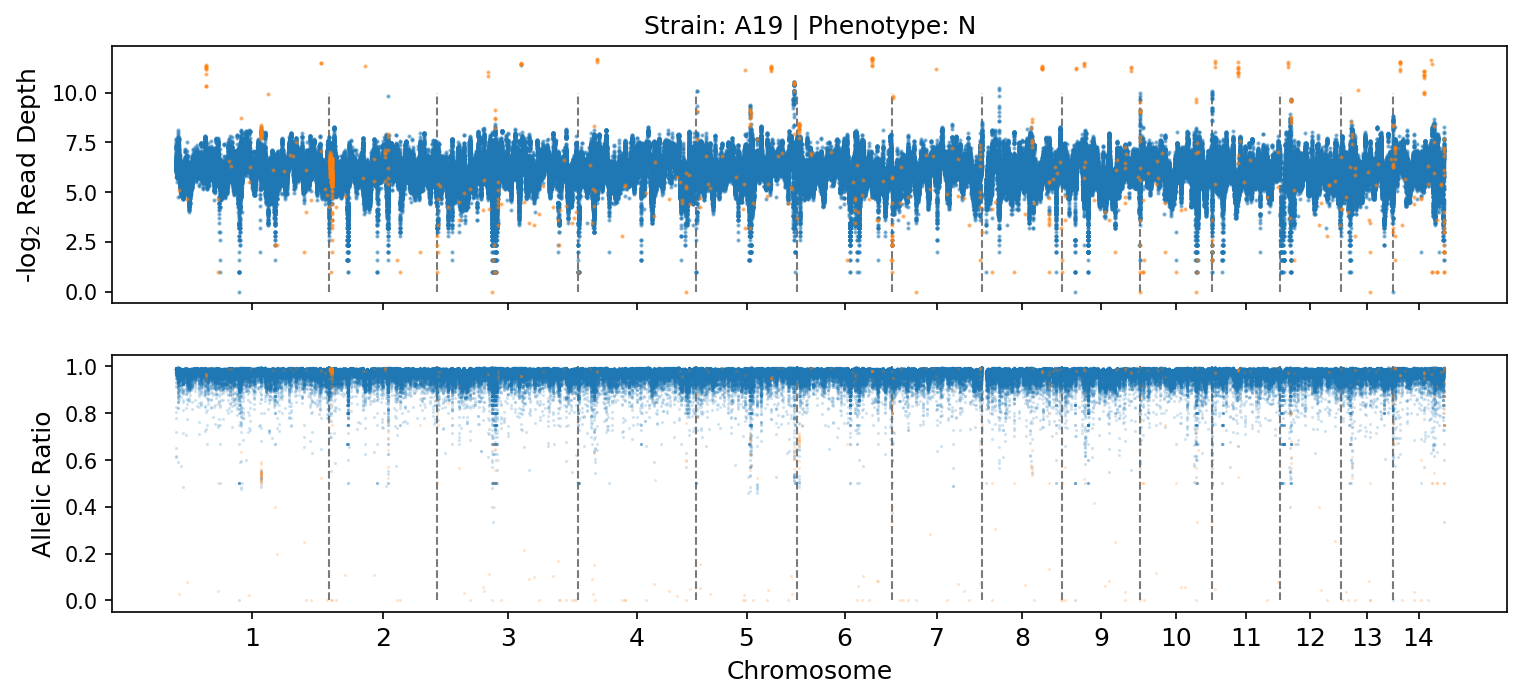 Strain: A19 | Phenotype: N
-log₂ Read Depth
10.0
7.5
5.0
2.5
0.0
Allelic Ratio
1.0
0.8
0.6
0.4
0.2
0.0
1 2 3 4 5 6 7 8 9 10 11 12 13 14
Chromosome